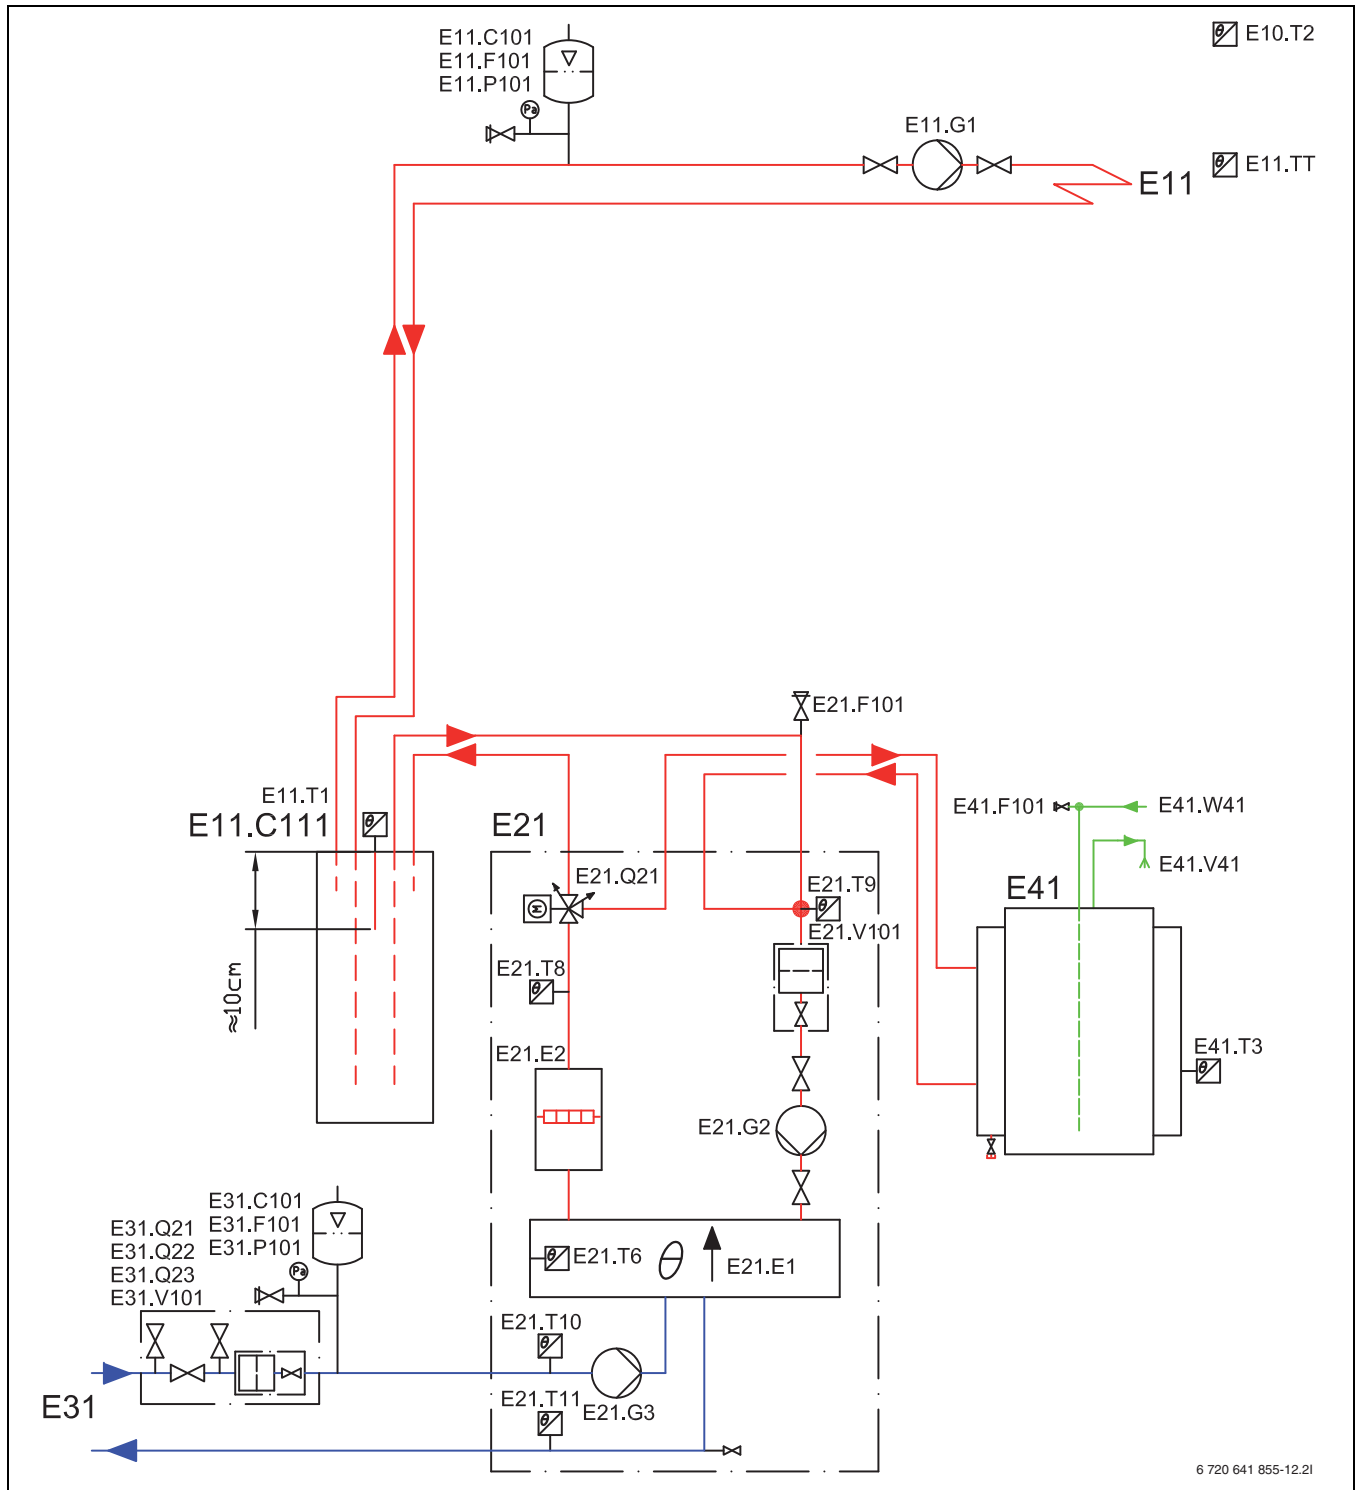 E11.C101
E11.F101
E11.P101
Pa
E11.G1
E10.T2
θ
E11.TT
θ
E11
E21.F101
E11.T1
E11.C111
θ
E21
E21.Q21
M
E21.T9
θ
E21.V101
E41.F101
E41.W41
E41.V41
E41
≈10cm
E21.T8
θ
E21.E2
E21.G2
E41.T3
θ
E31.C101
E31.F101
E31.P101
Pa
E31.Q21
E31.Q22
E31.Q23
E31.V101
θ
E21.T6
θ
E21.E1
E21.T10
θ
E31
E21.T11
θ
E21.G3
6 720 641 855-12.2I